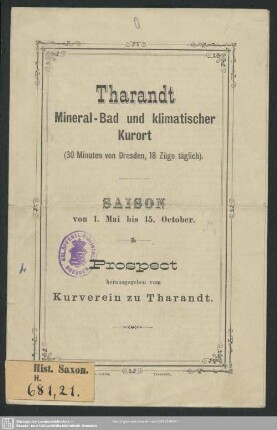 Tharandt
Mineral-Bad und klimatischer
Kurort
(30 Minuten von Dresden, 18 Züge täglich).
SAISON
von 1. Mai bis 15. October.
Prospect
herausgegeben vom
Kurverein zu Tharandt.
Hist. Saxon.
H.
681,21.